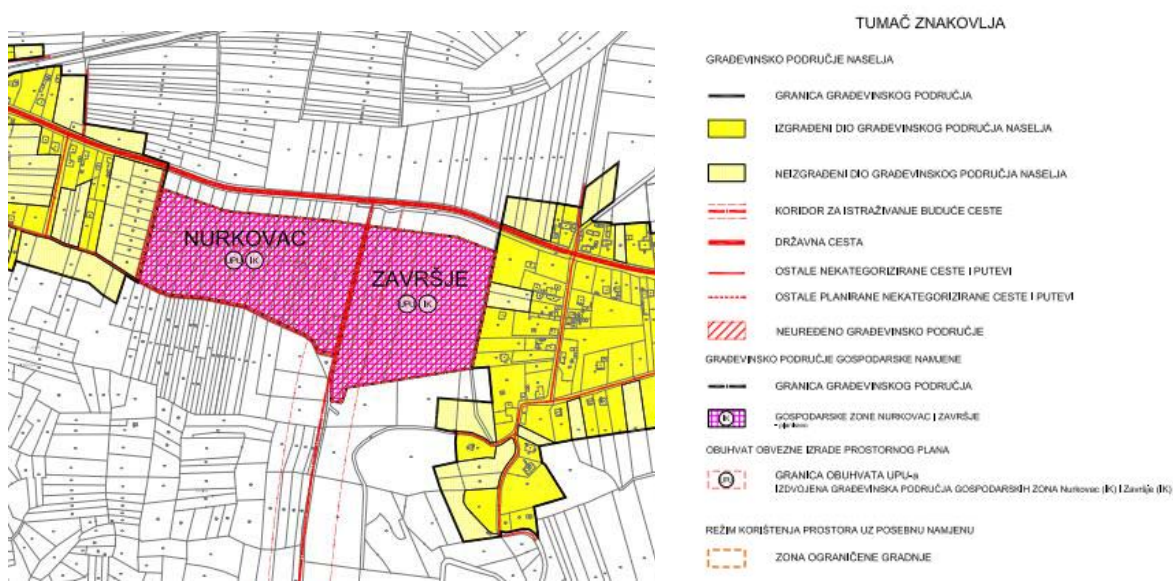 NURKOVAC
UPU IK
ZAVRŠJE
UPU IK
TUMAČ ZNAKOVLJA
GRAĐEVINSKO PODRUČJE NASELJA
GRANICA GRAĐEVINSKOG PODRUČJA
IZGRAĐENI DIO GRAĐEVINSKOG PODRUČJA NASELJA
NEIZGRAĐENI DIO GRAĐEVINSKOG PODRUČJA NASELJA
KORIDOR ZA ISTRAŽIVANJE BUDUĆE CESTE
DRŽAVNA CESTA
OSTALE NEKATEGORIZIRANE CESTE I PUTEVI
OSTALE PLANIRANE NEKATEGORIZIRANE CESTE I PUTEVI
NEUREĐENO GRAĐEVINSKO PODRUČJE
GRAĐEVINSKO PODRUČJE GOSPODARSKE NAMJENE
GRANICA GRAĐEVINSKOG PODRUČJA
IK GOSPODARSKE ZONE NURKOVAC I ZAVRŠJE
- planirano
OBUHVAT OBVEZNE IZRADE PROSTORNOG PLANA
UPU GRANICA OBUHVATA UPU-a
IZDVOJENA GRAĐEVINSKA PODRUČJA GOSPODARSKIH ZONA Nurkovac (IK) I Završje (IK)
REŽIM KORIŠTENJA PROSTORA UZ POSEBNU NAMJENU
ZONA OGRANIČENE GRADNJE